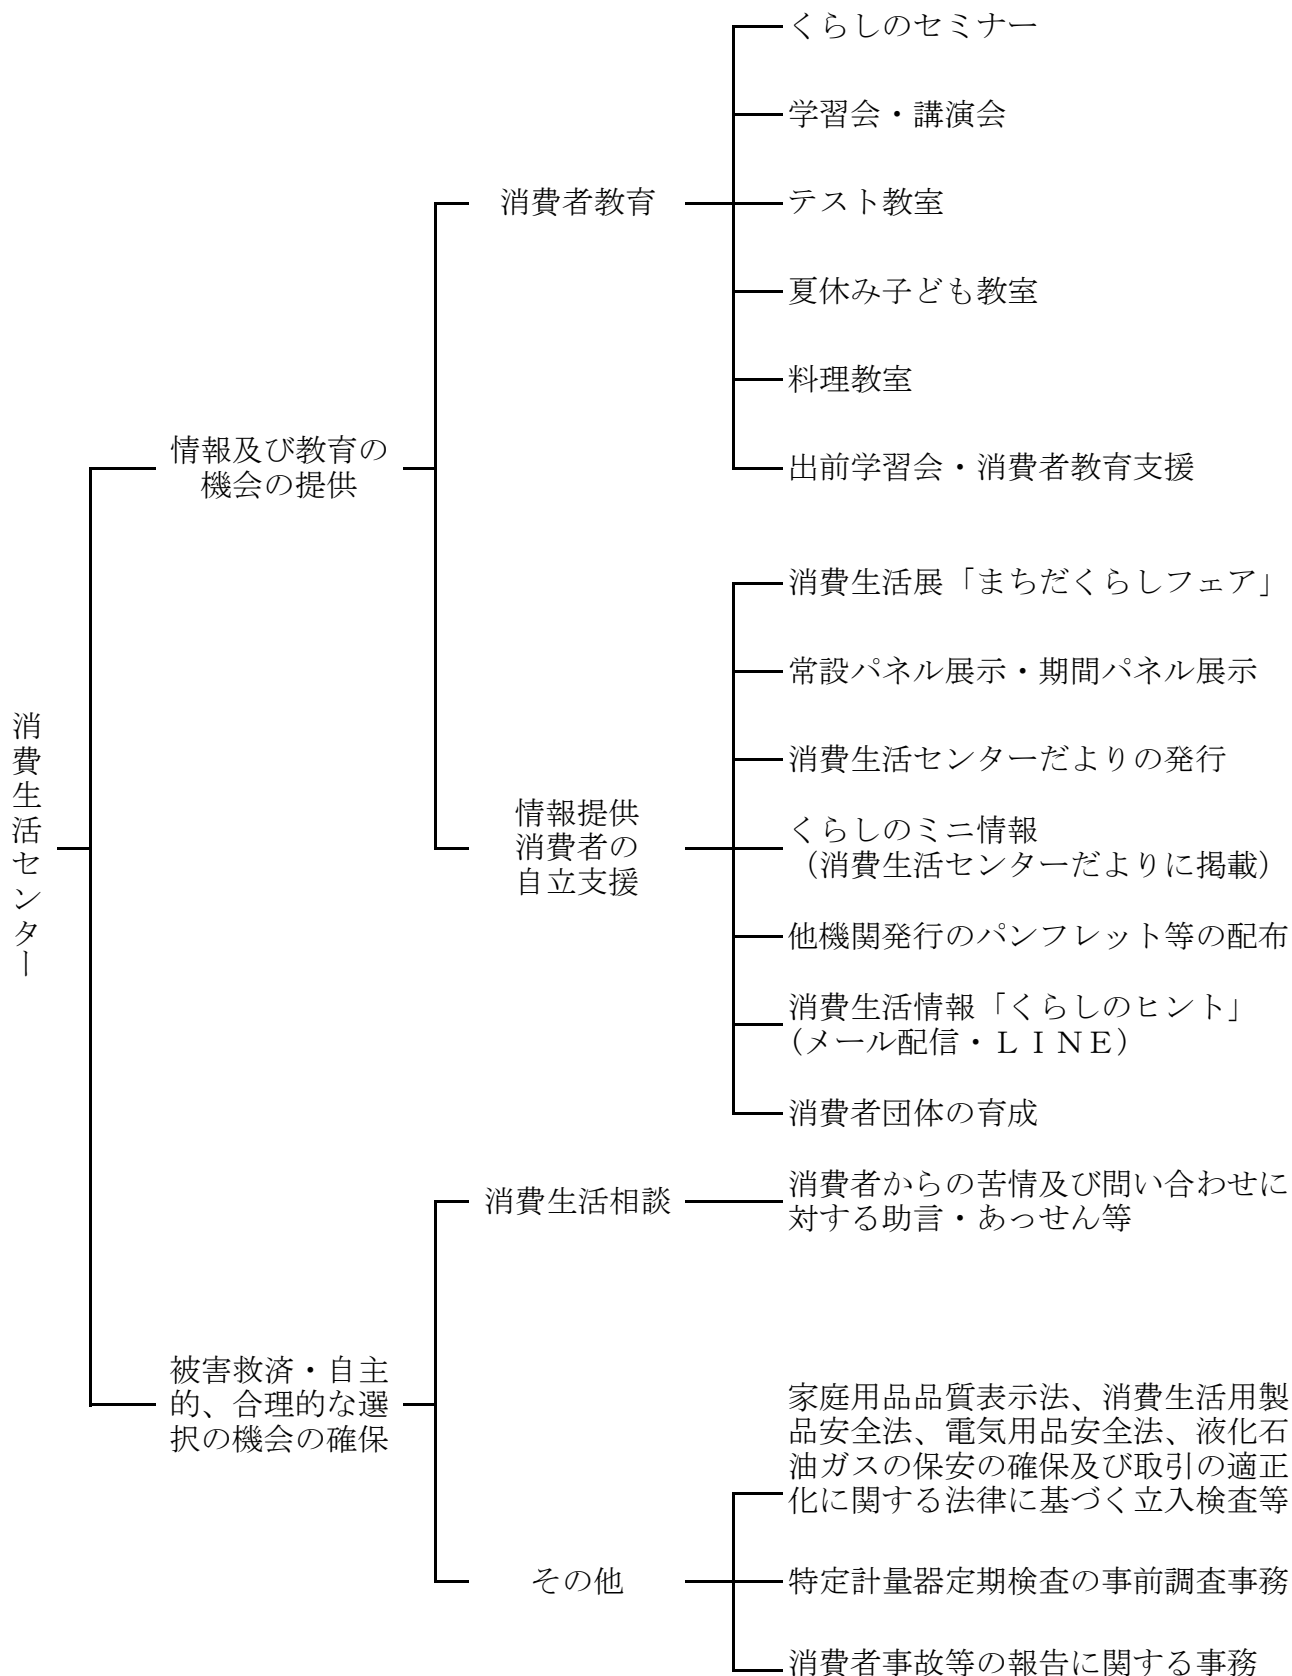 消費生活センター
情報及び教育の
機会の提供
消費者教育
くらしのセミナー
学習会・講演会
テスト教室
夏休み子ども教室
料理教室
出前学習会・消費者教育支援
情報提供
消費者の
自立支援
消費生活展「まちだくらしフェア」
常設パネル展示・期間パネル展示
消費生活センターだよりの発行
くらしのミニ情報
（消費生活センターだよりに掲載）
他機関発行のパンフレット等の配布
消費生活情報「くらしのヒント」
（メール配信・ＬＩＮＥ）
消費者団体の育成
被害救済・自主
的、合理的な選
択の機会の確保
消費生活相談
消費者からの苦情及び問い合わせに
対する助言・あっせん等
その他
家庭用品品質表示法、消費生活用製
品安全法、電気用品安全法、液化石
油ガスの保安の確保及び取引の適正
化に関する法律に基づく立入検査等
特定計量器定期検査の事前調査事務
消費者事故等の報告に関する事務